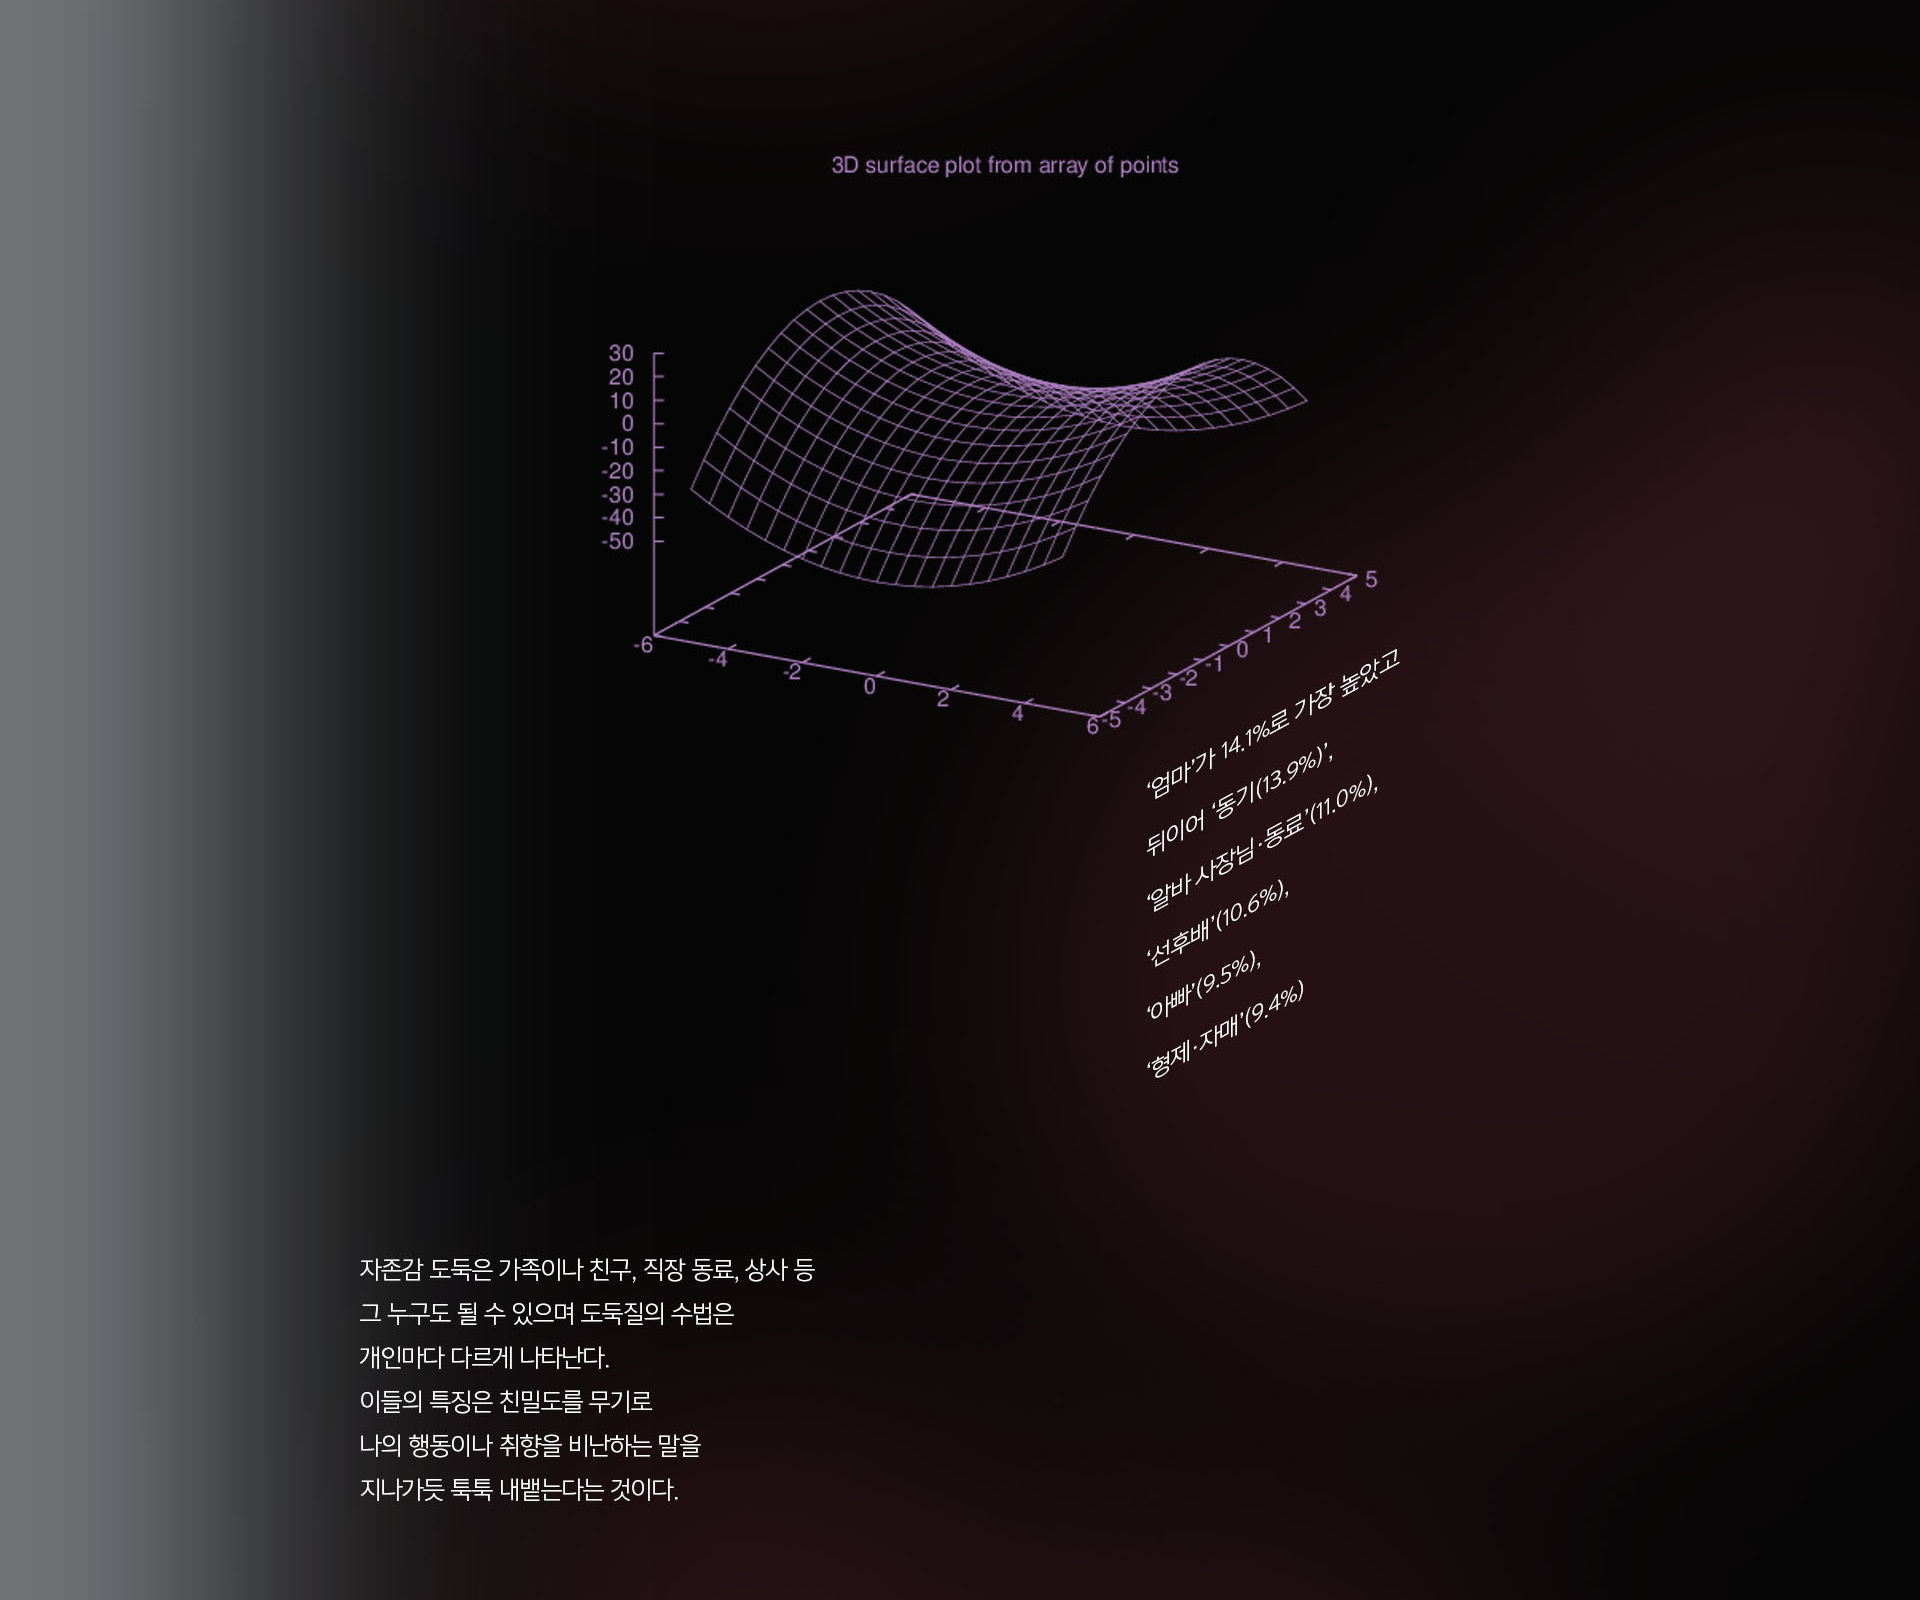 3D surface plot from array of points
30
20
10
0
-10
-20
-30
-40
-50
-6
-4
-2
0
2
4
6
-5
-4
-3
-2
-1
0
1
2
3
4
5
‘엄마’가 14.1%로 가장 높았고
뒤이어 ‘동기(13.9%)’,
‘알바 사장님·동료’(11.0%),
‘선후배’(10.6%),
‘아빠’(9.5%),
‘형제·자매’(9.4%)
자존감 도둑은 가족이나 친구, 직장 동료, 상사 등
그 누구도 될 수 있으며 도둑질의 수법은
개인마다 다르게 나타난다.
이들의 특징은 친밀도를 무기로
나의 행동이나 취향을 비난하는 말을
지나가듯 툭툭 내뱉는다는 것이다.